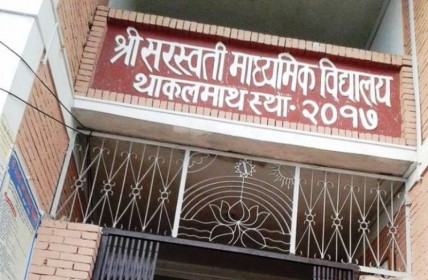 श्री सरस्वती माध्यमिक विद्यालय
थाकलमाथ स्था॰ २०१७